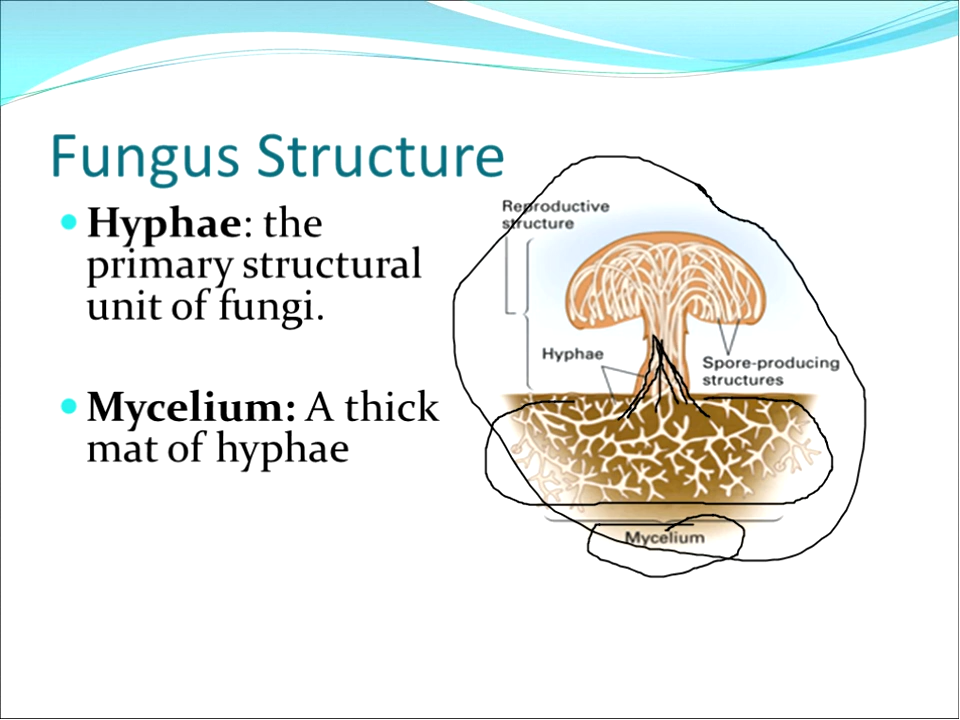 Fungus Structure
Hyphae: the
primary structural
unit of fungi.
Mycelium: A thick
mat of hyphae
Reproductive
structure
Hyphae
Spore-producing
structures
Mycelium